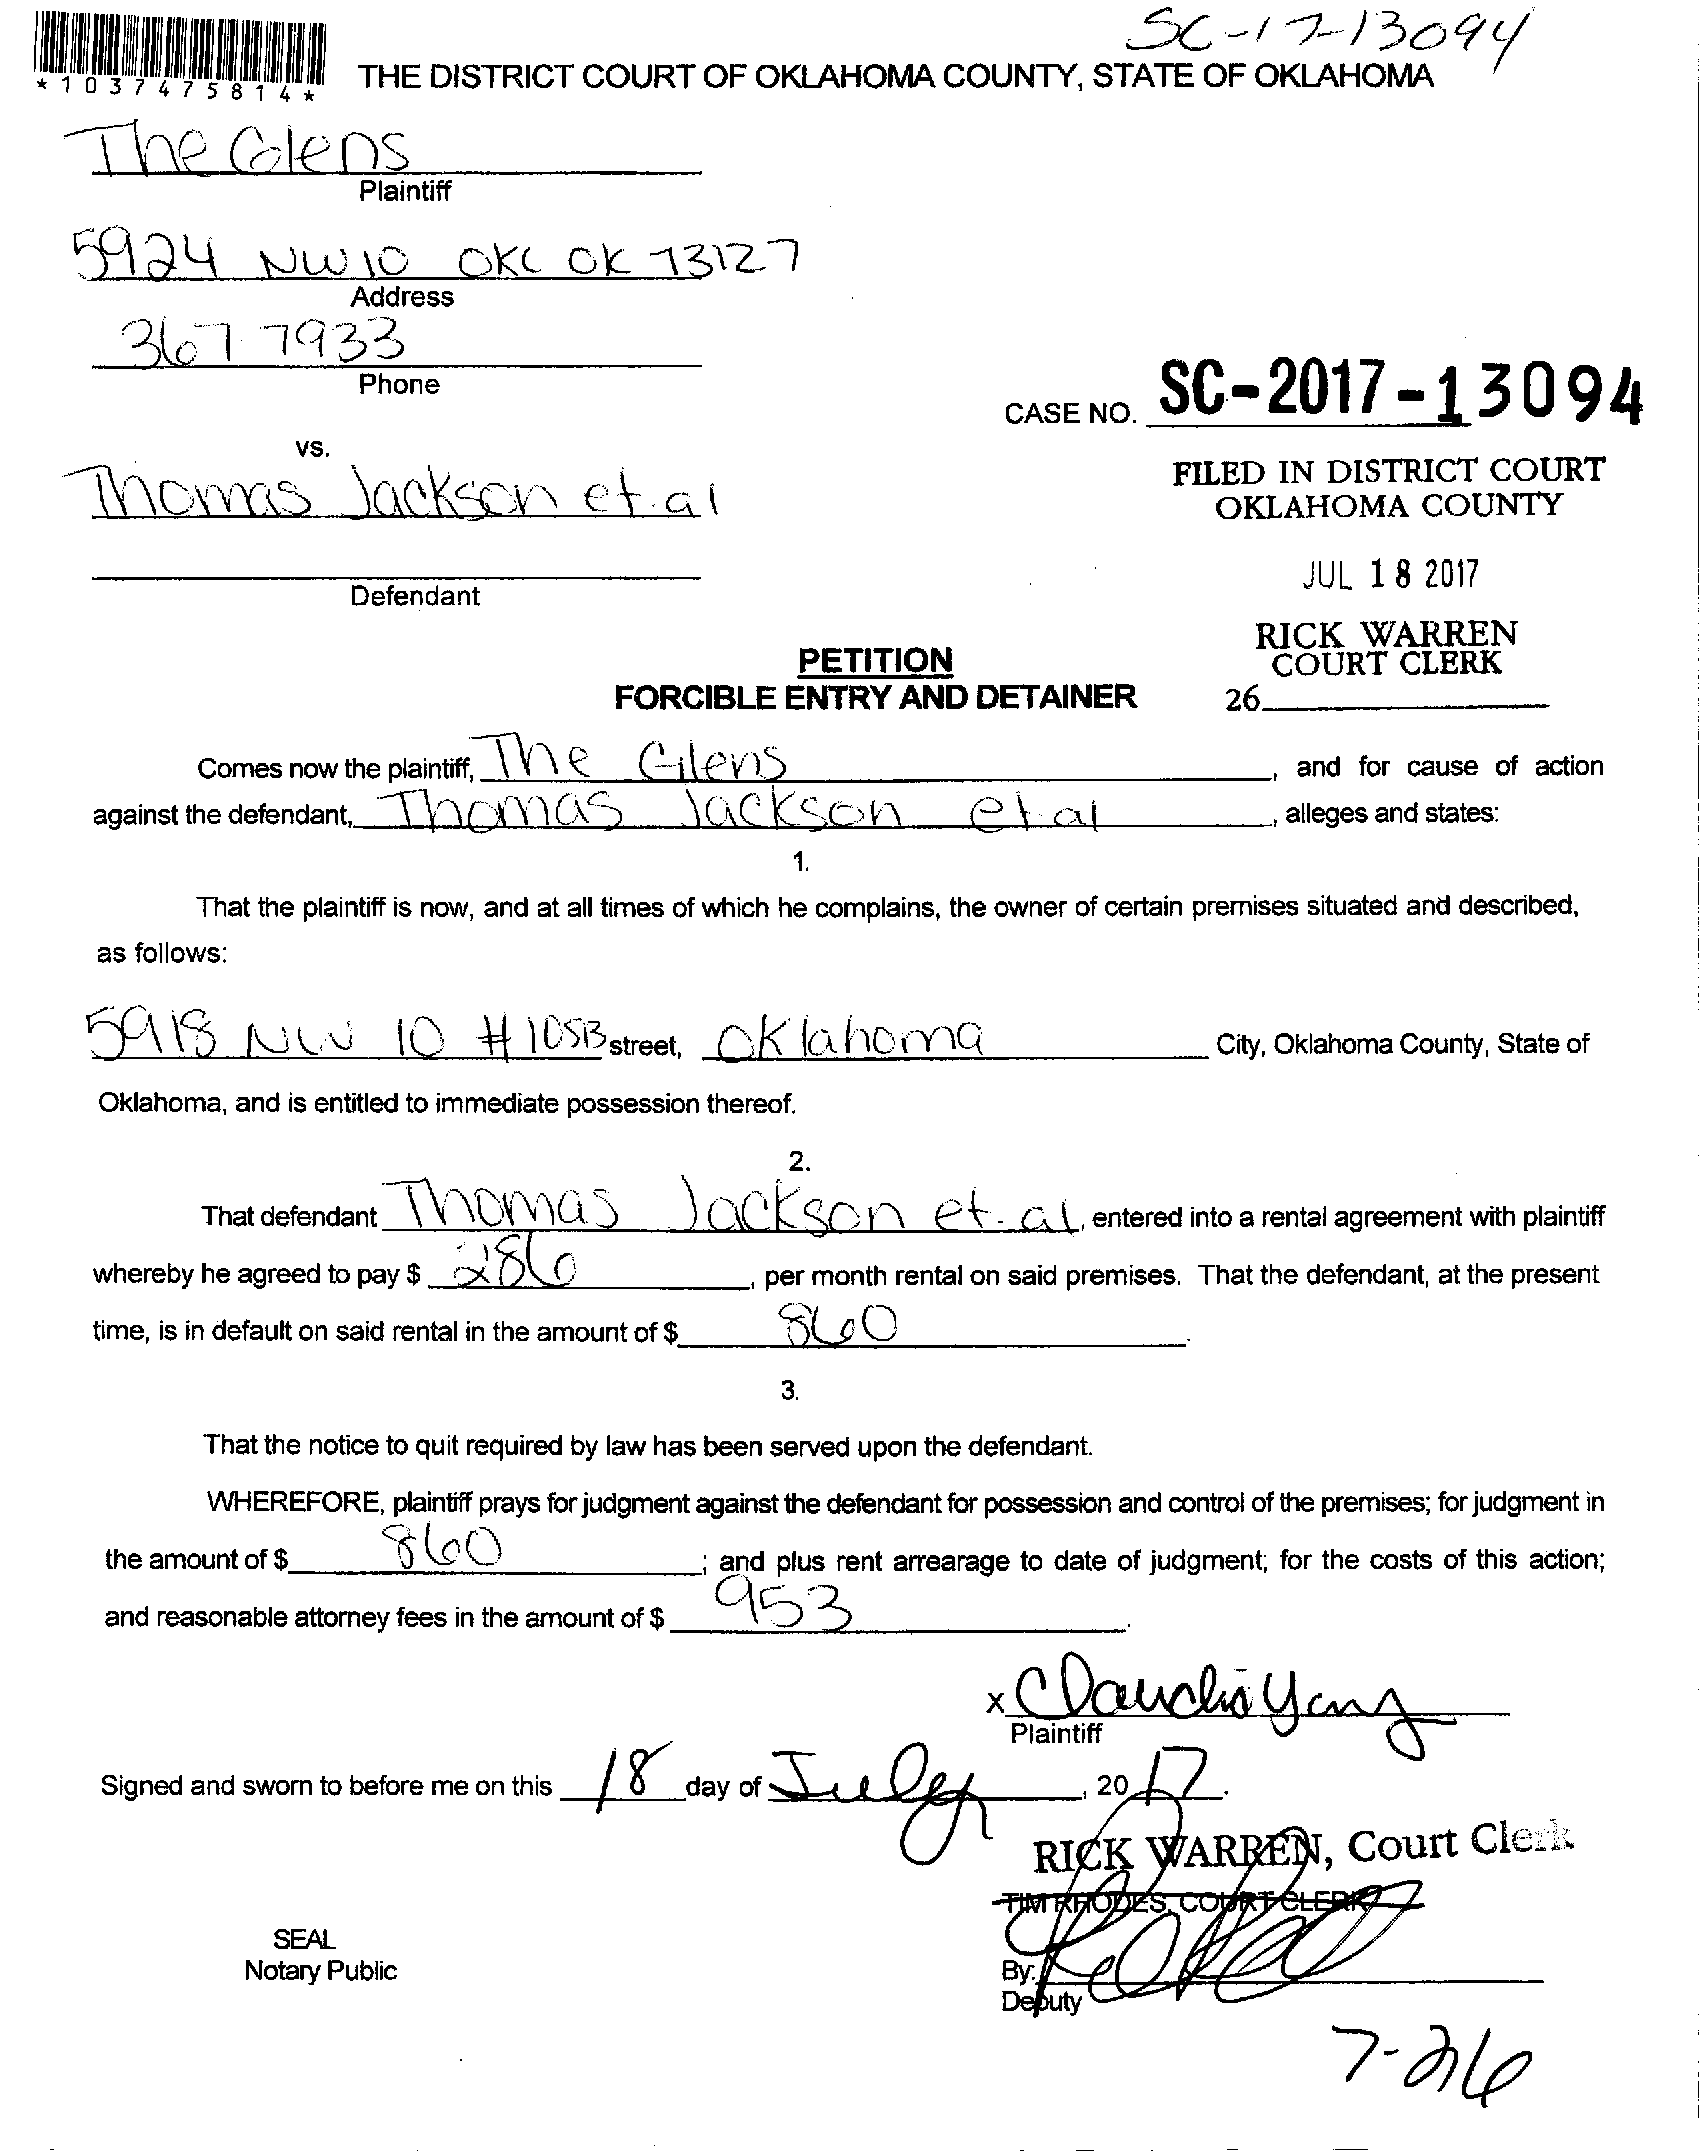 SC-17-13094
*1037475814*
THE DISTRICT COURT OF OKLAHOMA COUNTY, STATE OF OKLAHOMA
The Glens
Plaintiff
5924 NW 10 OKC OK 73127
Address
367 7933
Phone
CASE NO. SC-2017-13094
vs.
FILED IN DISTRICT COURT
OKLAHOMA COUNTY
Thomas Jackson et.al
JUL 18 2017
Defendant
RICK WARREN
COURT CLERK
26
PETITION
FORCIBLE ENTRY AND DETAINER
Comes now the plaintiff, The Glens, and for cause of action
against the defendant, Thomas Jackson et al, alleges and states:
1.
That the plaintiff is now, and at all times of which he complains, the owner of certain premises situated and described,
as follows:
5918 NW 10 #105B street, Oklahoma City, Oklahoma County, State of
Oklahoma, and is entitled to immediate possession thereof.
2.
That defendant Thomas Jackson et.al, entered into a rental agreement with plaintiff
whereby he agreed to pay $ 286, per month rental on said premises. That the defendant, at the present
time, is in default on said rental in the amount of $ 860.
3.
That the notice to quit required by law has been served upon the defendant.
WHEREFORE, plaintiff prays for judgment against the defendant for possession and control of the premises; for judgment in
the amount of $ 860; and plus rent arrearage to date of judgment; for the costs of this action;
and reasonable attorney fees in the amount of $ 953.
x Claudia Yang
Plaintiff
Signed and sworn to before me on this 18 day of July, 2017.
RICK WARREN, Court Clerk
TIM RHODES, COURT CLERK
SEAL
Notary Public
By:
Deputy
7-26